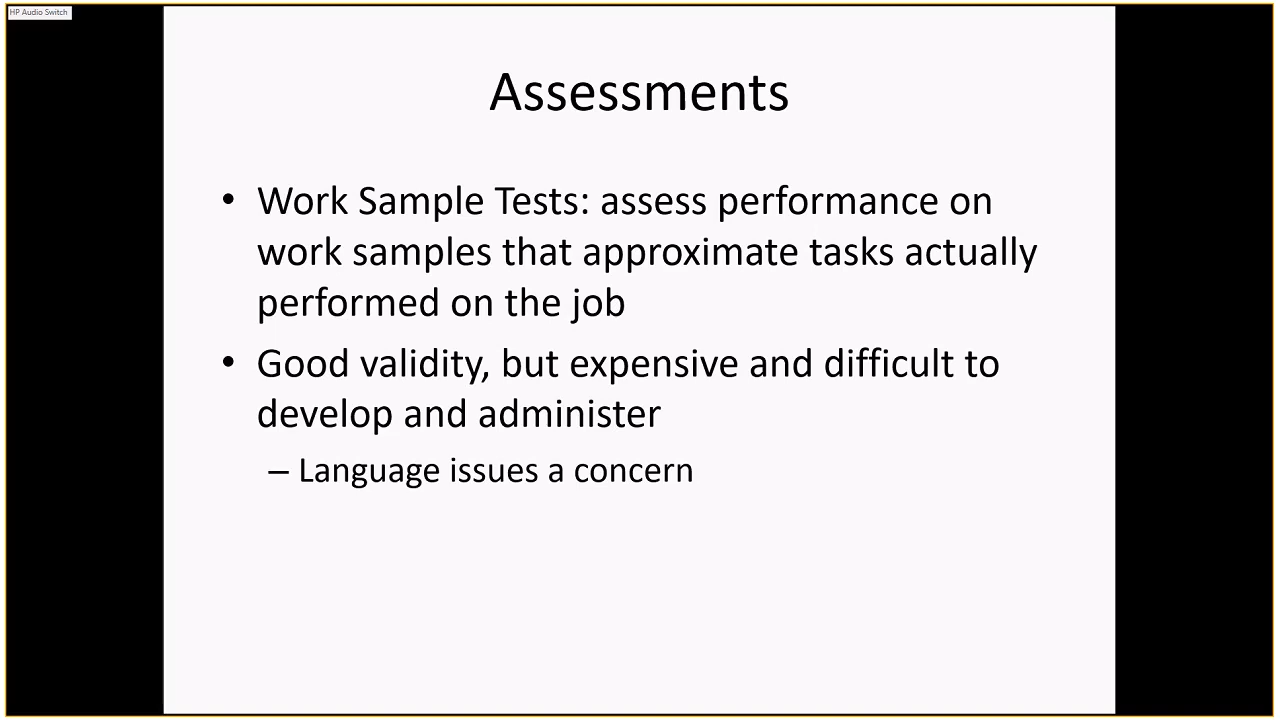 HP Audio Switch
Assessments
• Work Sample Tests: assess performance on
work samples that approximate tasks actually
performed on the job
• Good validity, but expensive and difficult to
develop and administer
– Language issues a concern